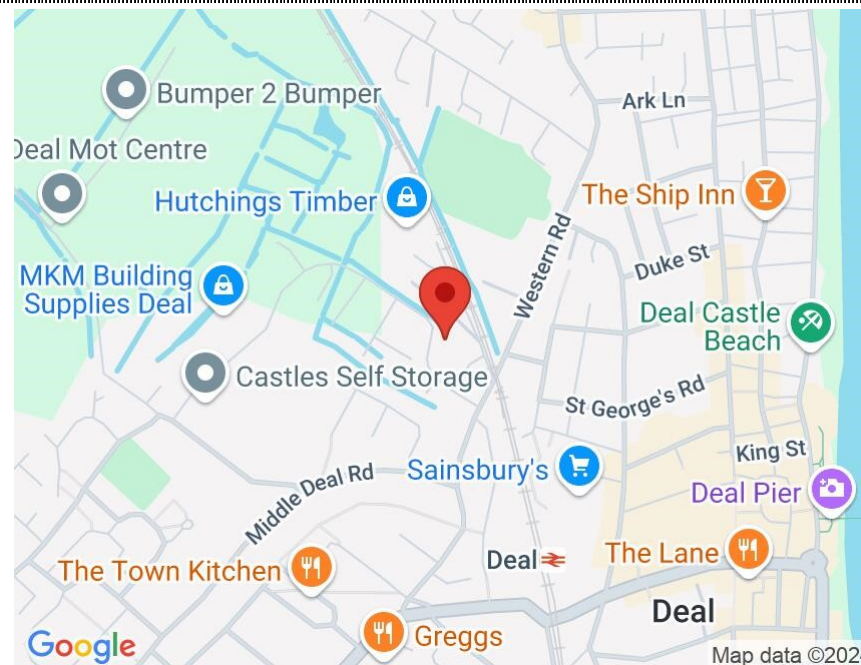 Bumper 2 Bumper
Ark Ln
Deal Mot Centre
Hutchings Timber
The Ship Inn
Western Rd
Duke St
MKM Building
Supplies Deal
Deal Castle
Beach
Castles Self Storage
St George's Rd
King St
Middle Deal Rd
Sainsbury's
Deal Pier
The Town Kitchen
Deal
The Lane
Deal
Greggs
Google
Map data ©202